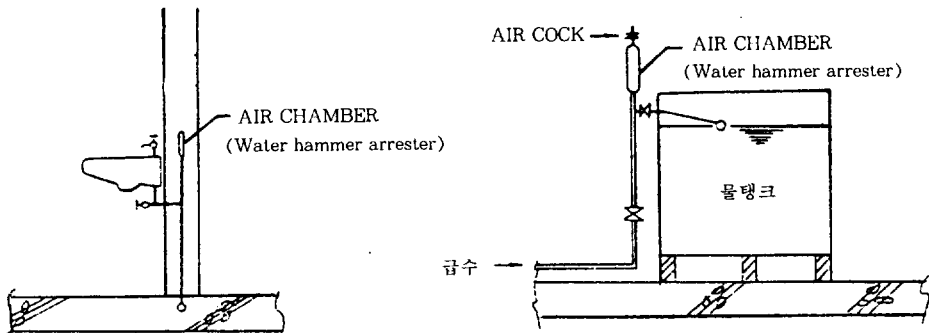 AIR CHAMBER
(Water hammer arrester)
AIR COCK
AIR CHAMBER
(Water hammer arrester)
물탱크
급수